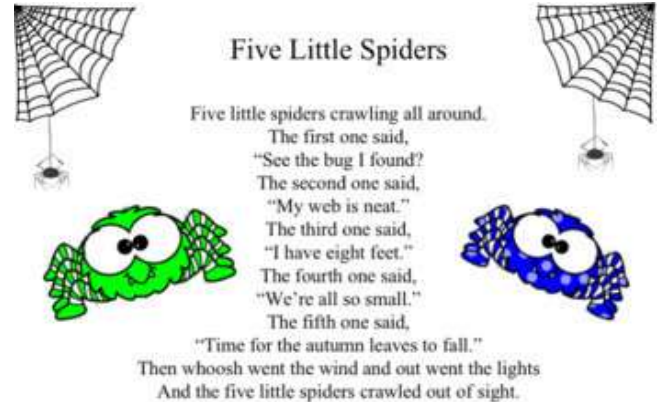 Five Little Spiders
Five little spiders crawling all around.
The first one said,
“See the bug I found?
The second one said,
“My web is neat.”
The third one said,
“I have eight feet.”
The fourth one said,
“We’re all so small.”
The fifth one said,
“Time for the autumn leaves to fall.”
Then whoosh went the wind and out went the lights
And the five little spiders crawled out of sight.